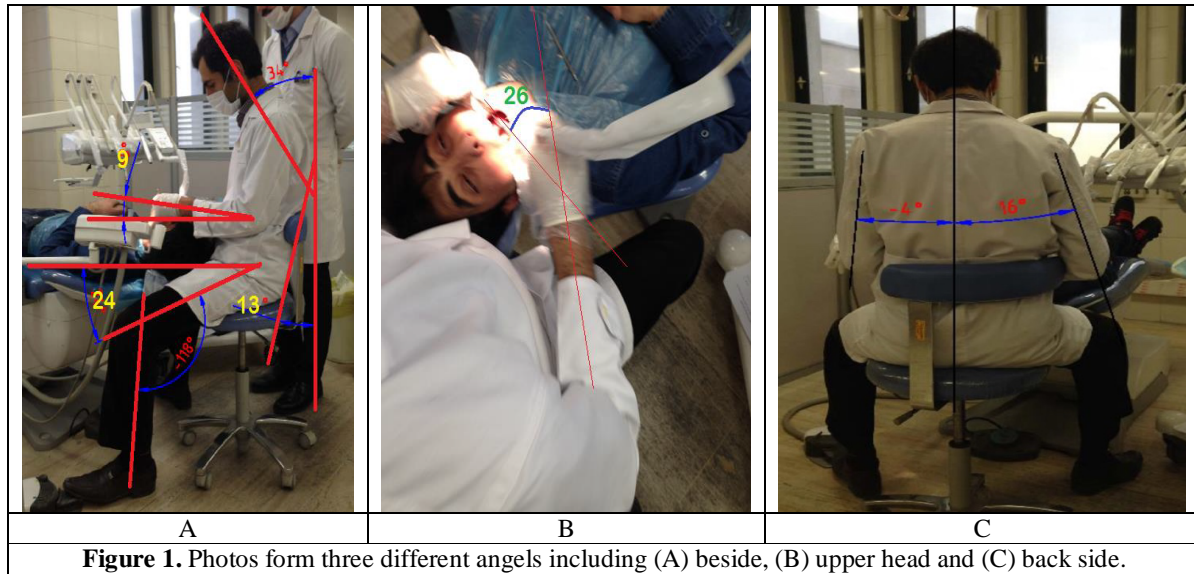 34°
9°
24
-13°
-118°
26
-4°
16°
A
B
C
Figure 1. Photos form three different angels including (A) beside, (B) upper head and (C) back side.